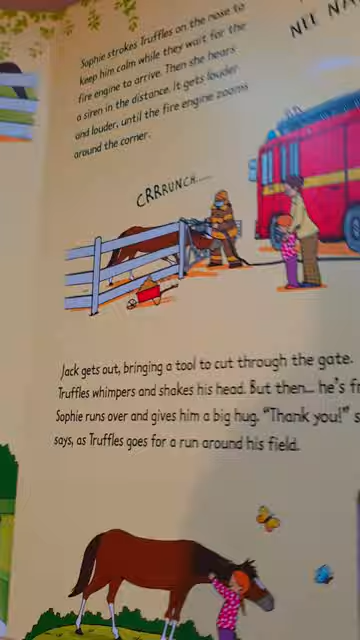 Sophie strokes Truffles on the nose to
keep him calm while they wait for the
fire engine to arrive. Then she hears
a siren in the distance. It gets louder
and louder, until the fire engine zooms
around the corner.
NEE NA
CRRRUNCH.....
Jack gets out, bringing a tool to cut through the gate.
Truffles whimpers and shakes his head. But then... he's fr
Sophie runs over and gives him a big hug. "Thank you!" s
says, as Truffles goes for a run around his field.